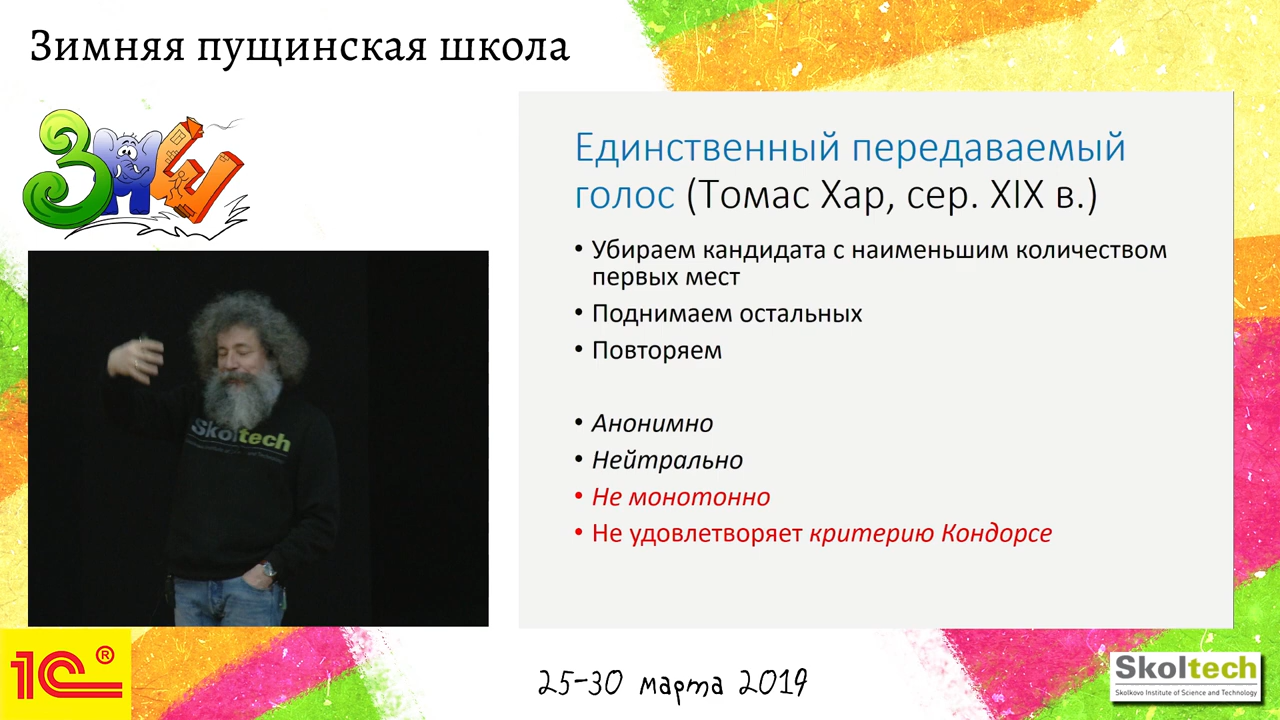 Зимняя пущинская школа
ЗПШ
Единственный передаваемый
голос (Томас Хар, сер. XIX в.)
• Убираем кандидата с наименьшим количеством
первых мест
• Поднимаем остальных
• Повторяем
• Анонимно
• Нейтрально
• Не монотонно
• Не удовлетворяет критерию Кондорсе
Skoltech
1С®
25-30 марта 2019
Skoltech
Skolkovo Institute of Science and Technology